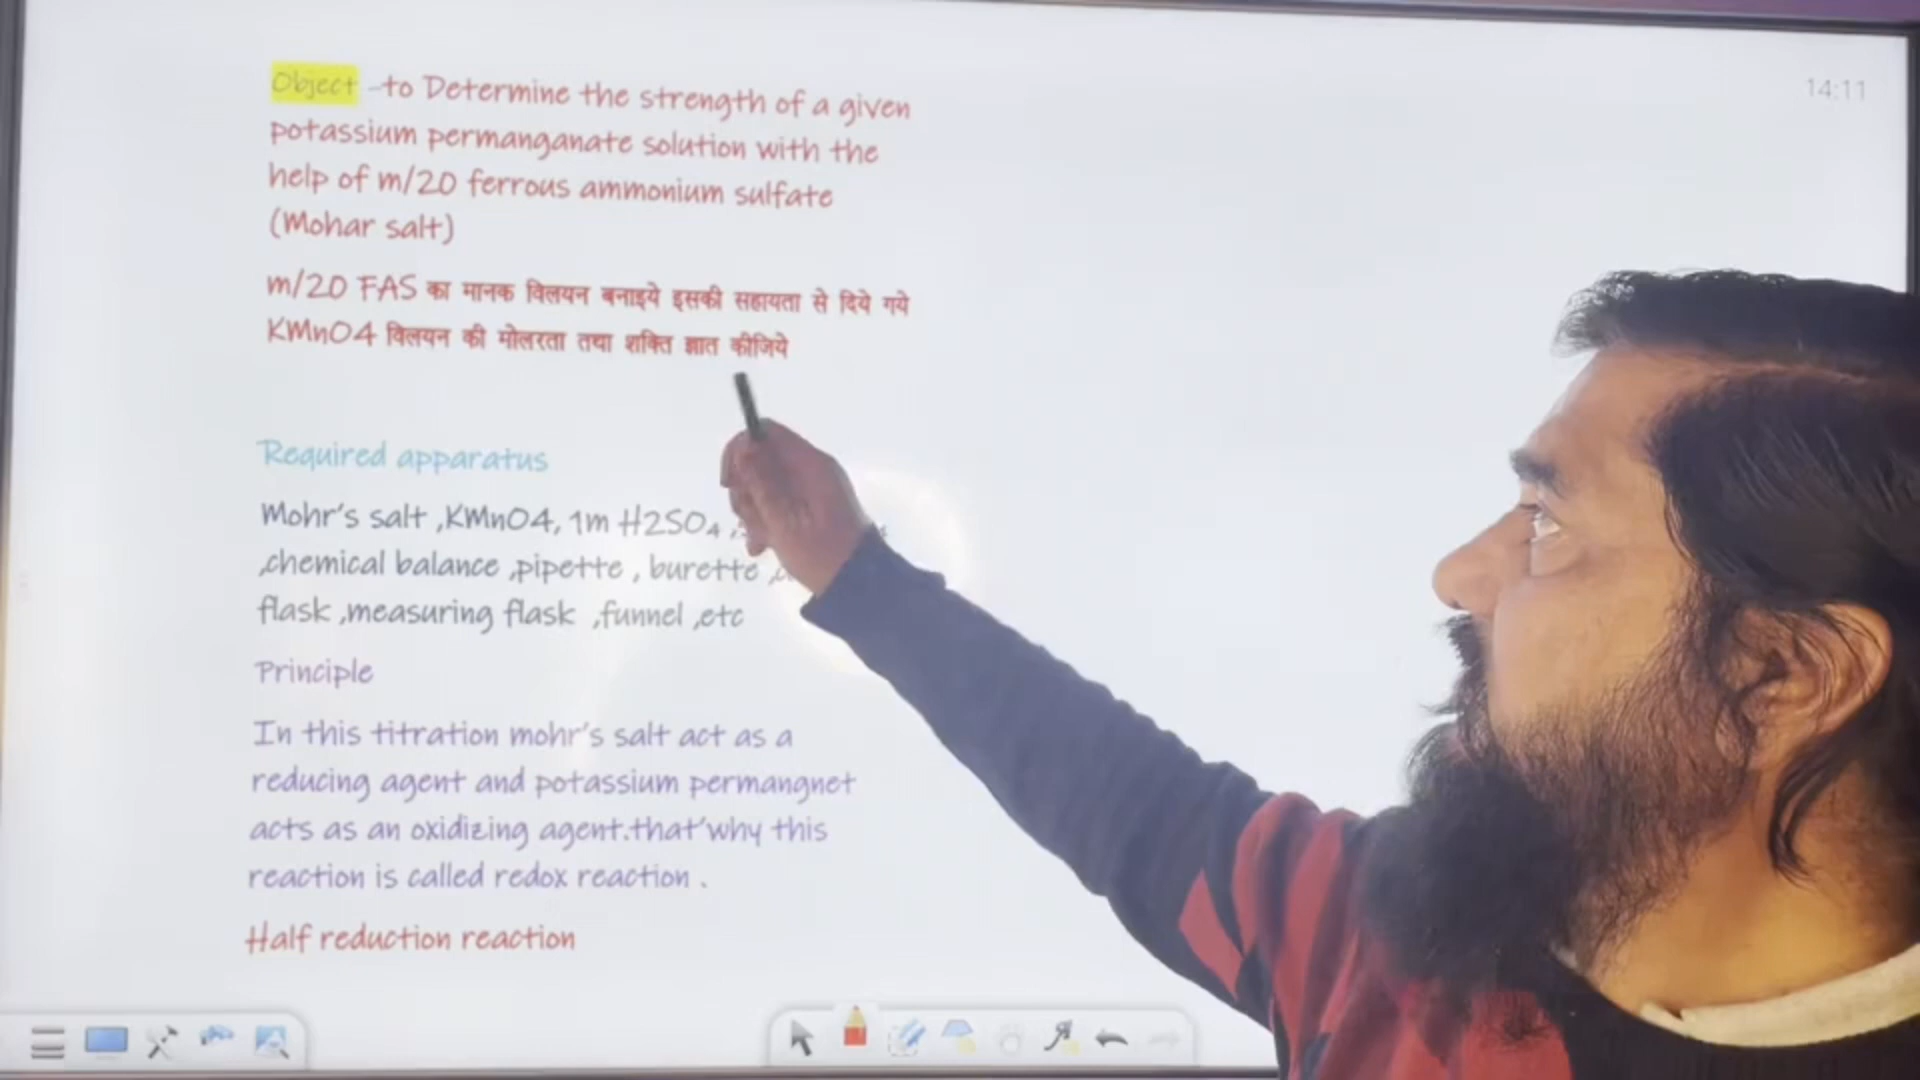 Object -to Determine the strength of a given
potassium permanganate solution with the
help of m/20 ferrous ammonium sulfate
(Mohar salt)
m/20 FAS का मानक विलयन बनाइये इसकी सहायता से दिये गये
KMnO4 विलयन की मोलरता तथा शक्ति ज्ञात कीजिये
Required apparatus
Mohr's salt ,KMnO4, 1m H2SO4 ,
,chemical balance ,pipette , burette ,
flask ,measuring flask ,funnel ,etc
Principle
In this titration mohr's salt act as a
reducing agent and potassium permangnet
acts as an oxidizing agent.that'why this
reaction is called redox reaction .
Half reduction reaction
14:11